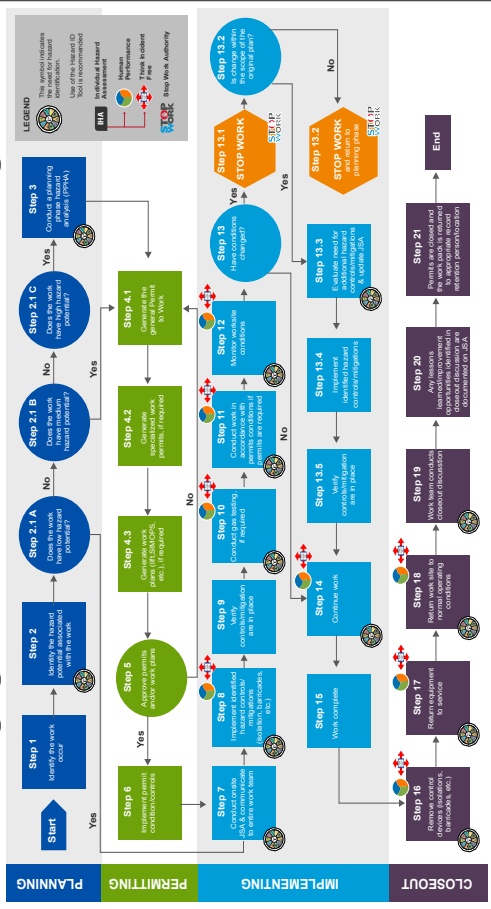 PLANNING
Start
Step 1
Identify the work
occur
Step 2
Identify the hazard
potential associated
with the work
Step 2.1 A
Does the work
have low hazard
potential?
No
Yes
Step 2.1 B
Does the work
have medium
hazard potential?
No
Yes
Step 2.1 C
Does the work
have high hazard
potential?
Yes
Step 3
Conduct a planning
phase hazard
analysis (PPHA)
LEGEND
This symbol indicates
the need for hazard
identification.
Use of the Hazard ID
Tool is recommended
IHA
Individual Hazard
Assessment
Human
Performance
Think Incident
Free
STOP
WORK
Stop Work Authority
PERMITTING
Step 4.1
Generate the
general Permit
to Work
Step 4.2
Generate
specialized work
permits, if required
Step 4.3
Generate work
plans (lift,SIMOPS,
etc.), if required
Step 5
Approve permits
and/or work plans
No
Yes
Step 6
Implement permit
condition/controls
IMPLEMENTING
Step 7
Conduct onsite
JSA & communicate
to entire work team
Step 8
Implement identified
hazard controls/
mitigations
(isolation, barricades,
etc.)
Step 9
Verify
controls/mitigation
are in place
Step 10
Conduct gas testing,
if required
Step 11
Conduct work in
accordance with
permits conditions if
permits are required
Step 12
Monitor worksite
conditions
Step 13
Have conditions
changed?
Yes
No
Step 13.1
STOP WORK
STOP
WORK
Step 13.2
Is change within
the scope of the
original plan?
No
Yes
Step 13.2
STOP WORK
and return to
planning phase
STOP
WORK
Step 13.3
Evaluate need for
additional hazard
controls/mitigations
& update JSA
Step 13.4
Implement
identified hazard
controls/mitigations
Step 13.5
Verify
controls/mitigation
are in place
Step 14
Continue work
Step 15
Work complete
CLOSEOUT
Step 16
Remove control
devices (isolations,
barricades, etc.)
Step 17
Return equipment
to service
Step 18
Return work site to
normal operating
conditions
Step 19
Work team conducts
closeout discussion
Step 20
Any lessons
learned/improvement
opportunities identified in
closeout discussion are
documented on JSA
Step 21
Permits are closed and
the work pack is returned
to appropriate record
retention person/location
End